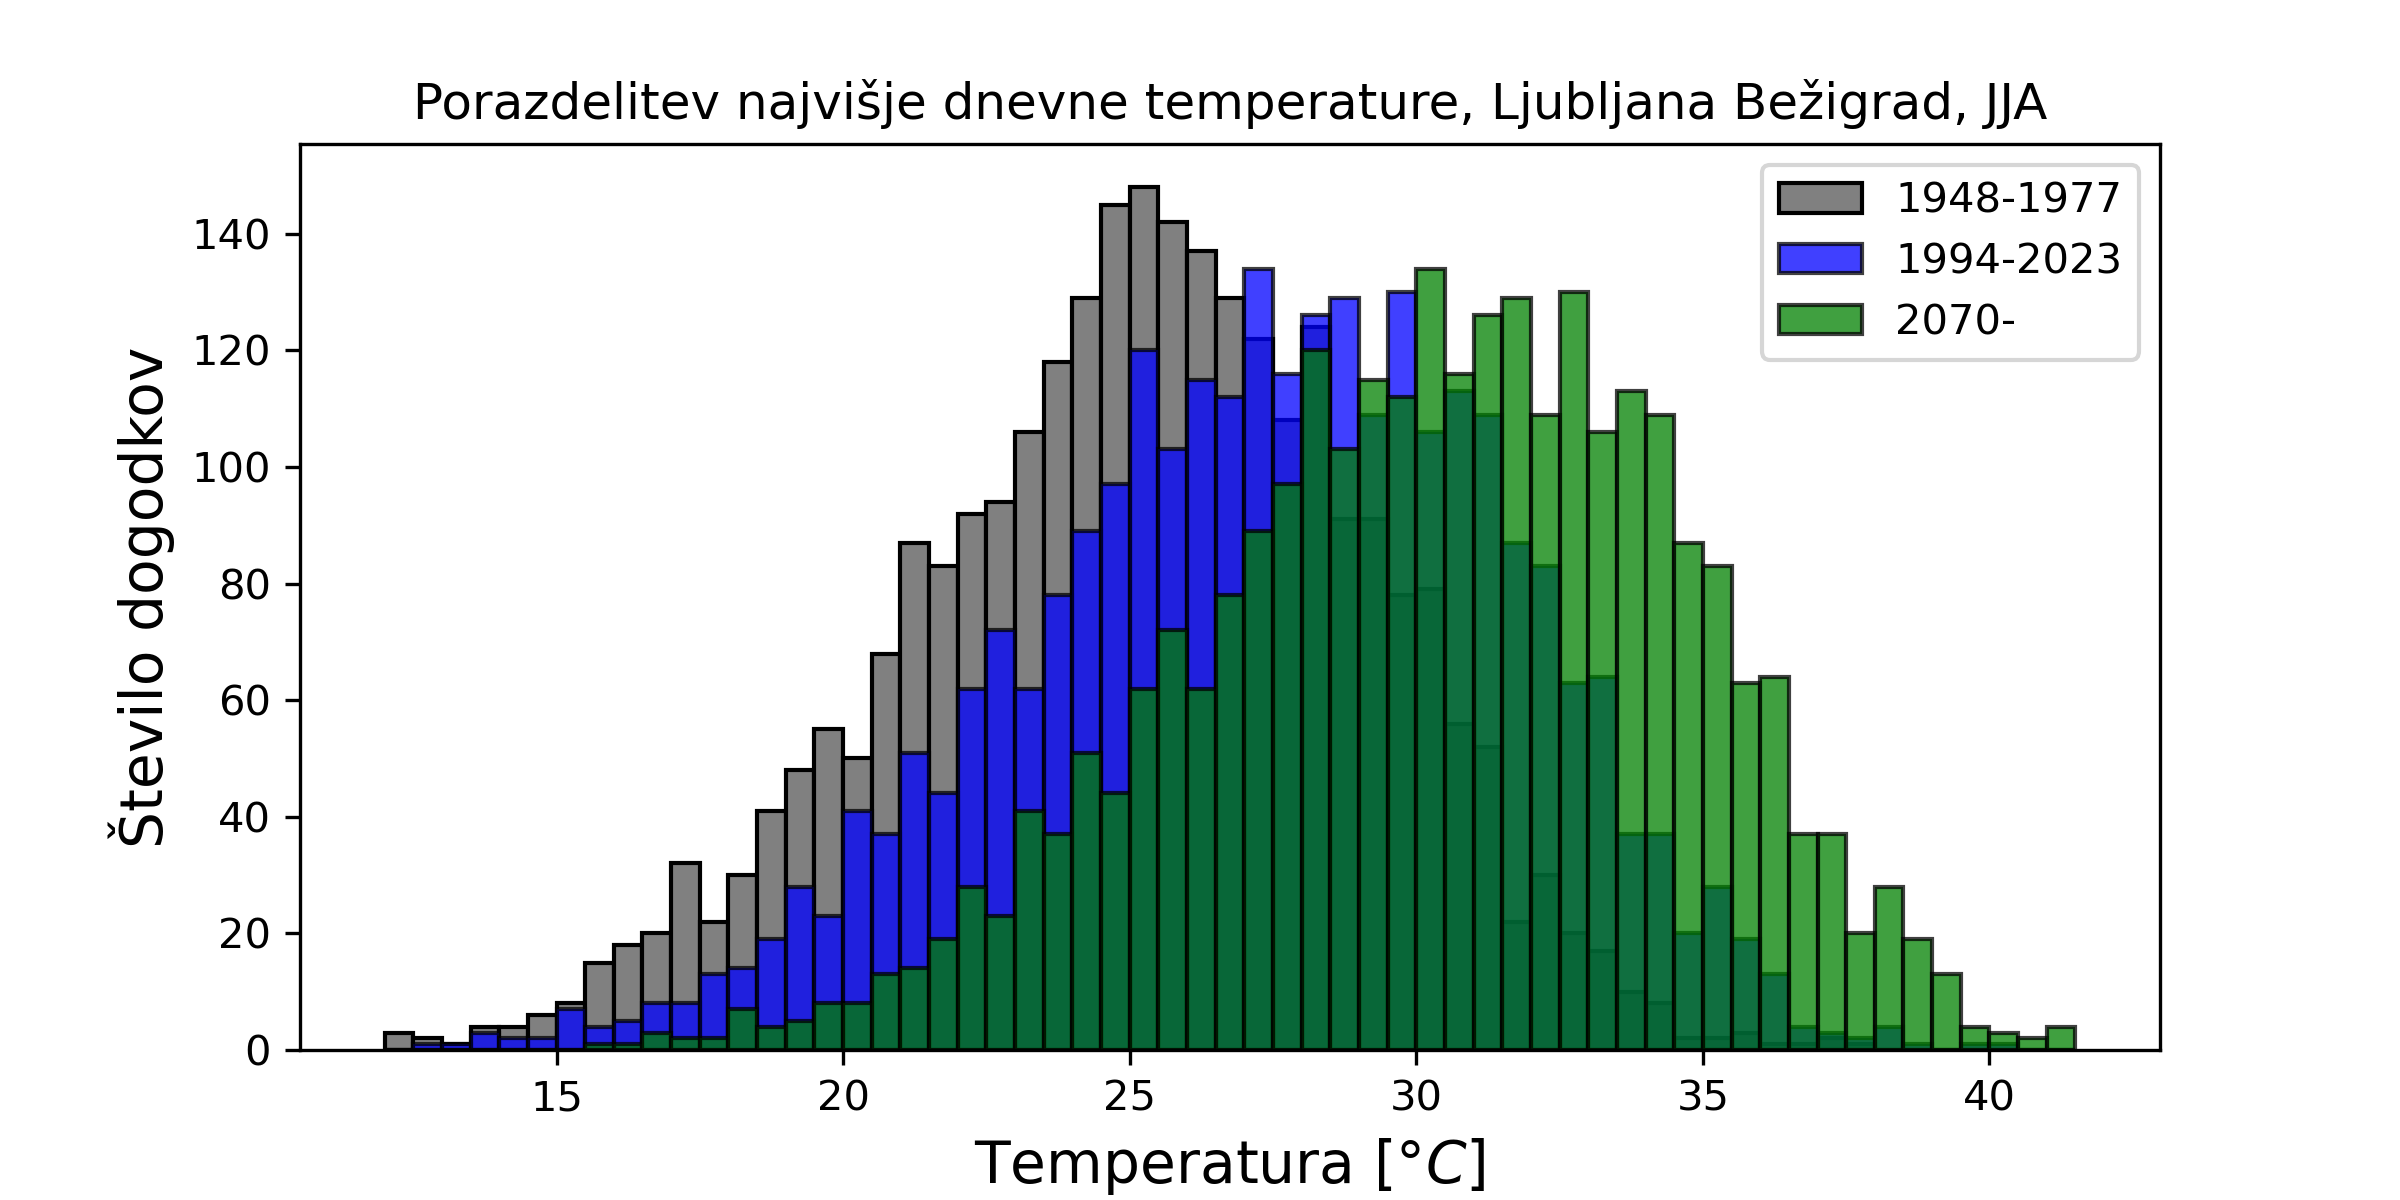 Porazdelitev najvišje dnevne temperature, Ljubljana Bežigrad, JJA
1948-1977
1994-2023
2070-
Število dogodkov
140
120
100
80
60
40
20
0
15 20 25 30 35 40
Temperatura [°C]